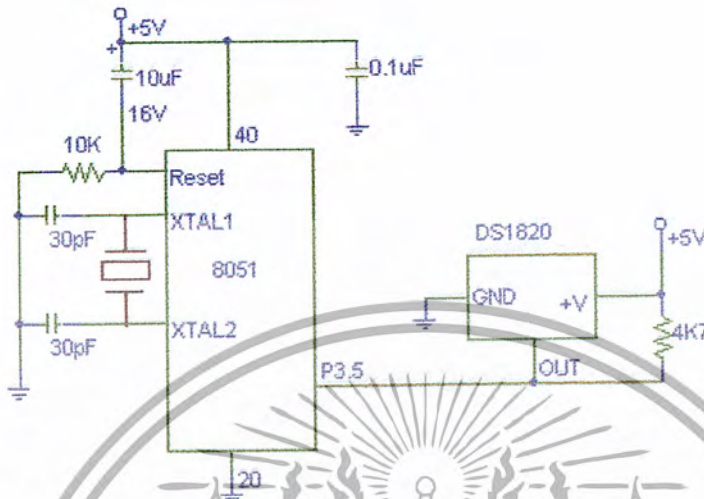 +5V
+
10uF
0.1uF
16V
40
10K
Reset
XTAL1
30pF
DS1820
+5V
8051
GND
+V
XTAL2
4K7
30pF
P3.5
OUT
20